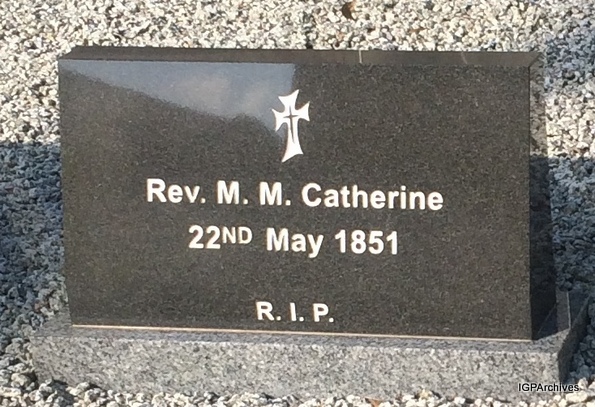 Rev. M. M. Catherine
22ND May 1851
R. I. P.
IGPArchives